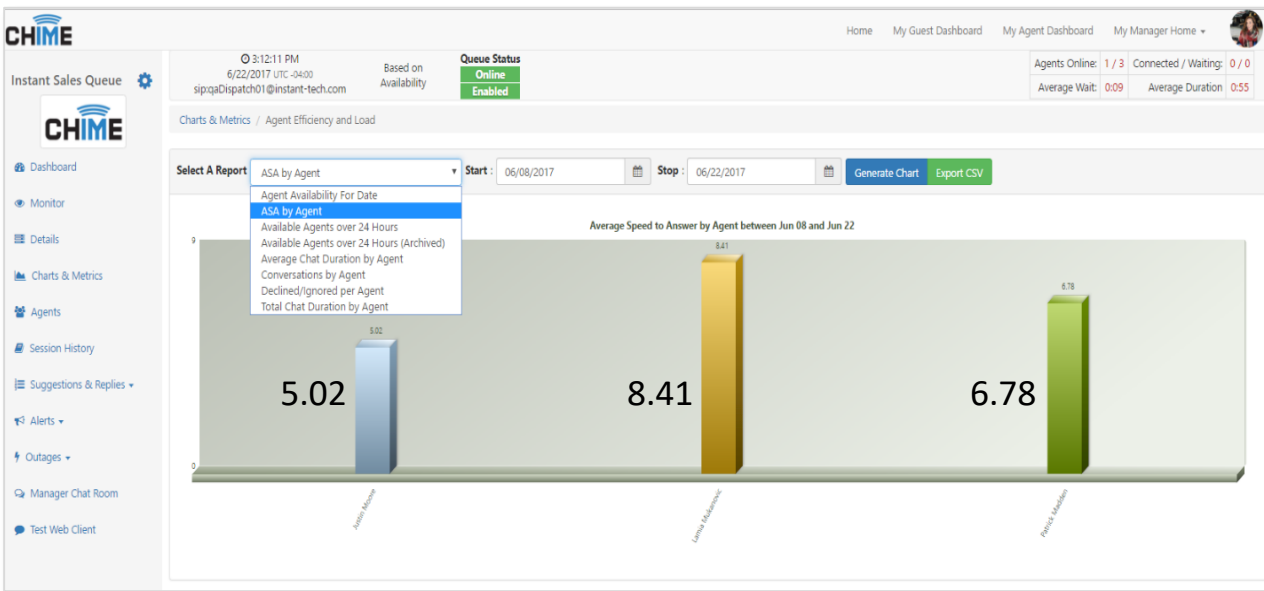 CHIME
Home My Guest Dashboard My Agent Dashboard My Manager Home
Instant Sales Queue
CHIME
Dashboard
Monitor
Details
Charts & Metrics
Agents
Session History
Suggestions & Replies
Alerts
Outages
Manager Chat Room
Test Web Client
3:12:11 PM
6/22/2017 UTC -04:00
sip:qaDispatch01@instant-tech.com
Based on
Availability
Queue Status
Online
Enabled
Agents Online: 1 / 3 Connected / Waiting: 0 / 0
Average Wait: 0:09 Average Duration 0:55
Charts & Metrics / Agent Efficiency and Load
Select A Report ASA by Agent Start : 06/08/2017 Stop : 06/22/2017 Generate Chart Export CSV
Agent Availability For Date
ASA by Agent
Available Agents over 24 Hours
Available Agents over 24 Hours (Archived)
Average Chat Duration by Agent
Conversations by Agent
Declined/Ignored per Agent
Total Chat Duration by Agent
Average Speed to Answer by Agent between Jun 08 and Jun 22
9
8.41
6.78
5.02
5.02 8.41 6.78
0
Justin Moore
Lamia Mukanovic
Patrick Madden